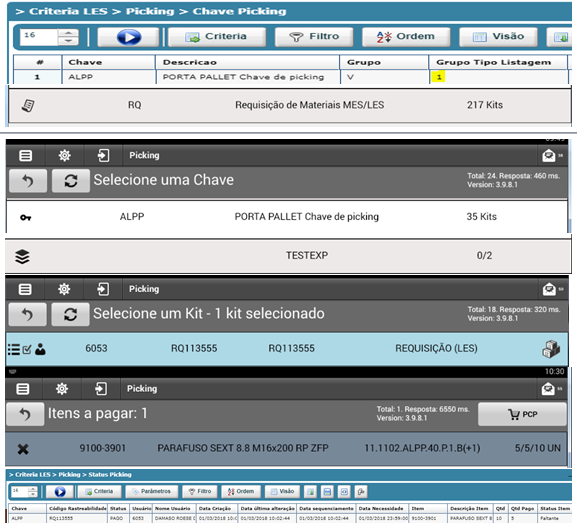 > Criteria LES > Picking > Chave Picking
16 Criteria Filtro Ordem Visão
# Chave Descricao Grupo Grupo Tipo Listagem
1 ALPP PORTA PALLET Chave de picking V 1
RQ Requisição de Materiais MES/LES 217 Kits
Picking
Selecione uma Chave
Total: 24. Resposta: 460 ms.
Version: 3.9.8.1
ALPP PORTA PALLET Chave de picking 35 Kits
TESTEXP 0/2
Picking
Selecione um Kit - 1 kit selecionado
Total: 18. Resposta: 320 ms.
Version: 3.9.8.1
6053 RQ113555 RQ113555 REQUISIÇÃO (LES)
10:30
Picking
Itens a pagar: 1
Total: 1. Resposta: 6550 ms.
Version: 3.9.8.1
PCP
9100-3901 PARAFUSO SEXT 8.8 M16x200 RP ZFP 11.1102.ALPP.40.P.1.B(+1) 5/5/10 UN
> Criteria LES > Picking > Status Picking
16 Criteria Parâmetros Filtro Ordem Visão
Chave Código Rastreabilidade Status Usuário Nome Usuário Data Criação Data última alteração Data sequenciamento Data Necessidade Item Descrição Item Qtd Qtd Pago Status Item
ALPP RQ113555 PAGO 6053 DAMASO ROESE 01/03/2018 10:0 01/03/2018 10:02:44 01/03/2018 10:02:44 01/03/2018 23:59:00 9100-3901 PARAFUSO SEXT 8 10 5 Faltante